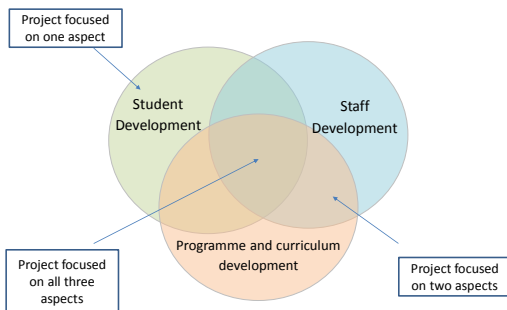 Project focused
on one aspect
Student
Development
Staff
Development
Programme and curriculum
development
Project focused
on all three
aspects
Project focused
on two aspects